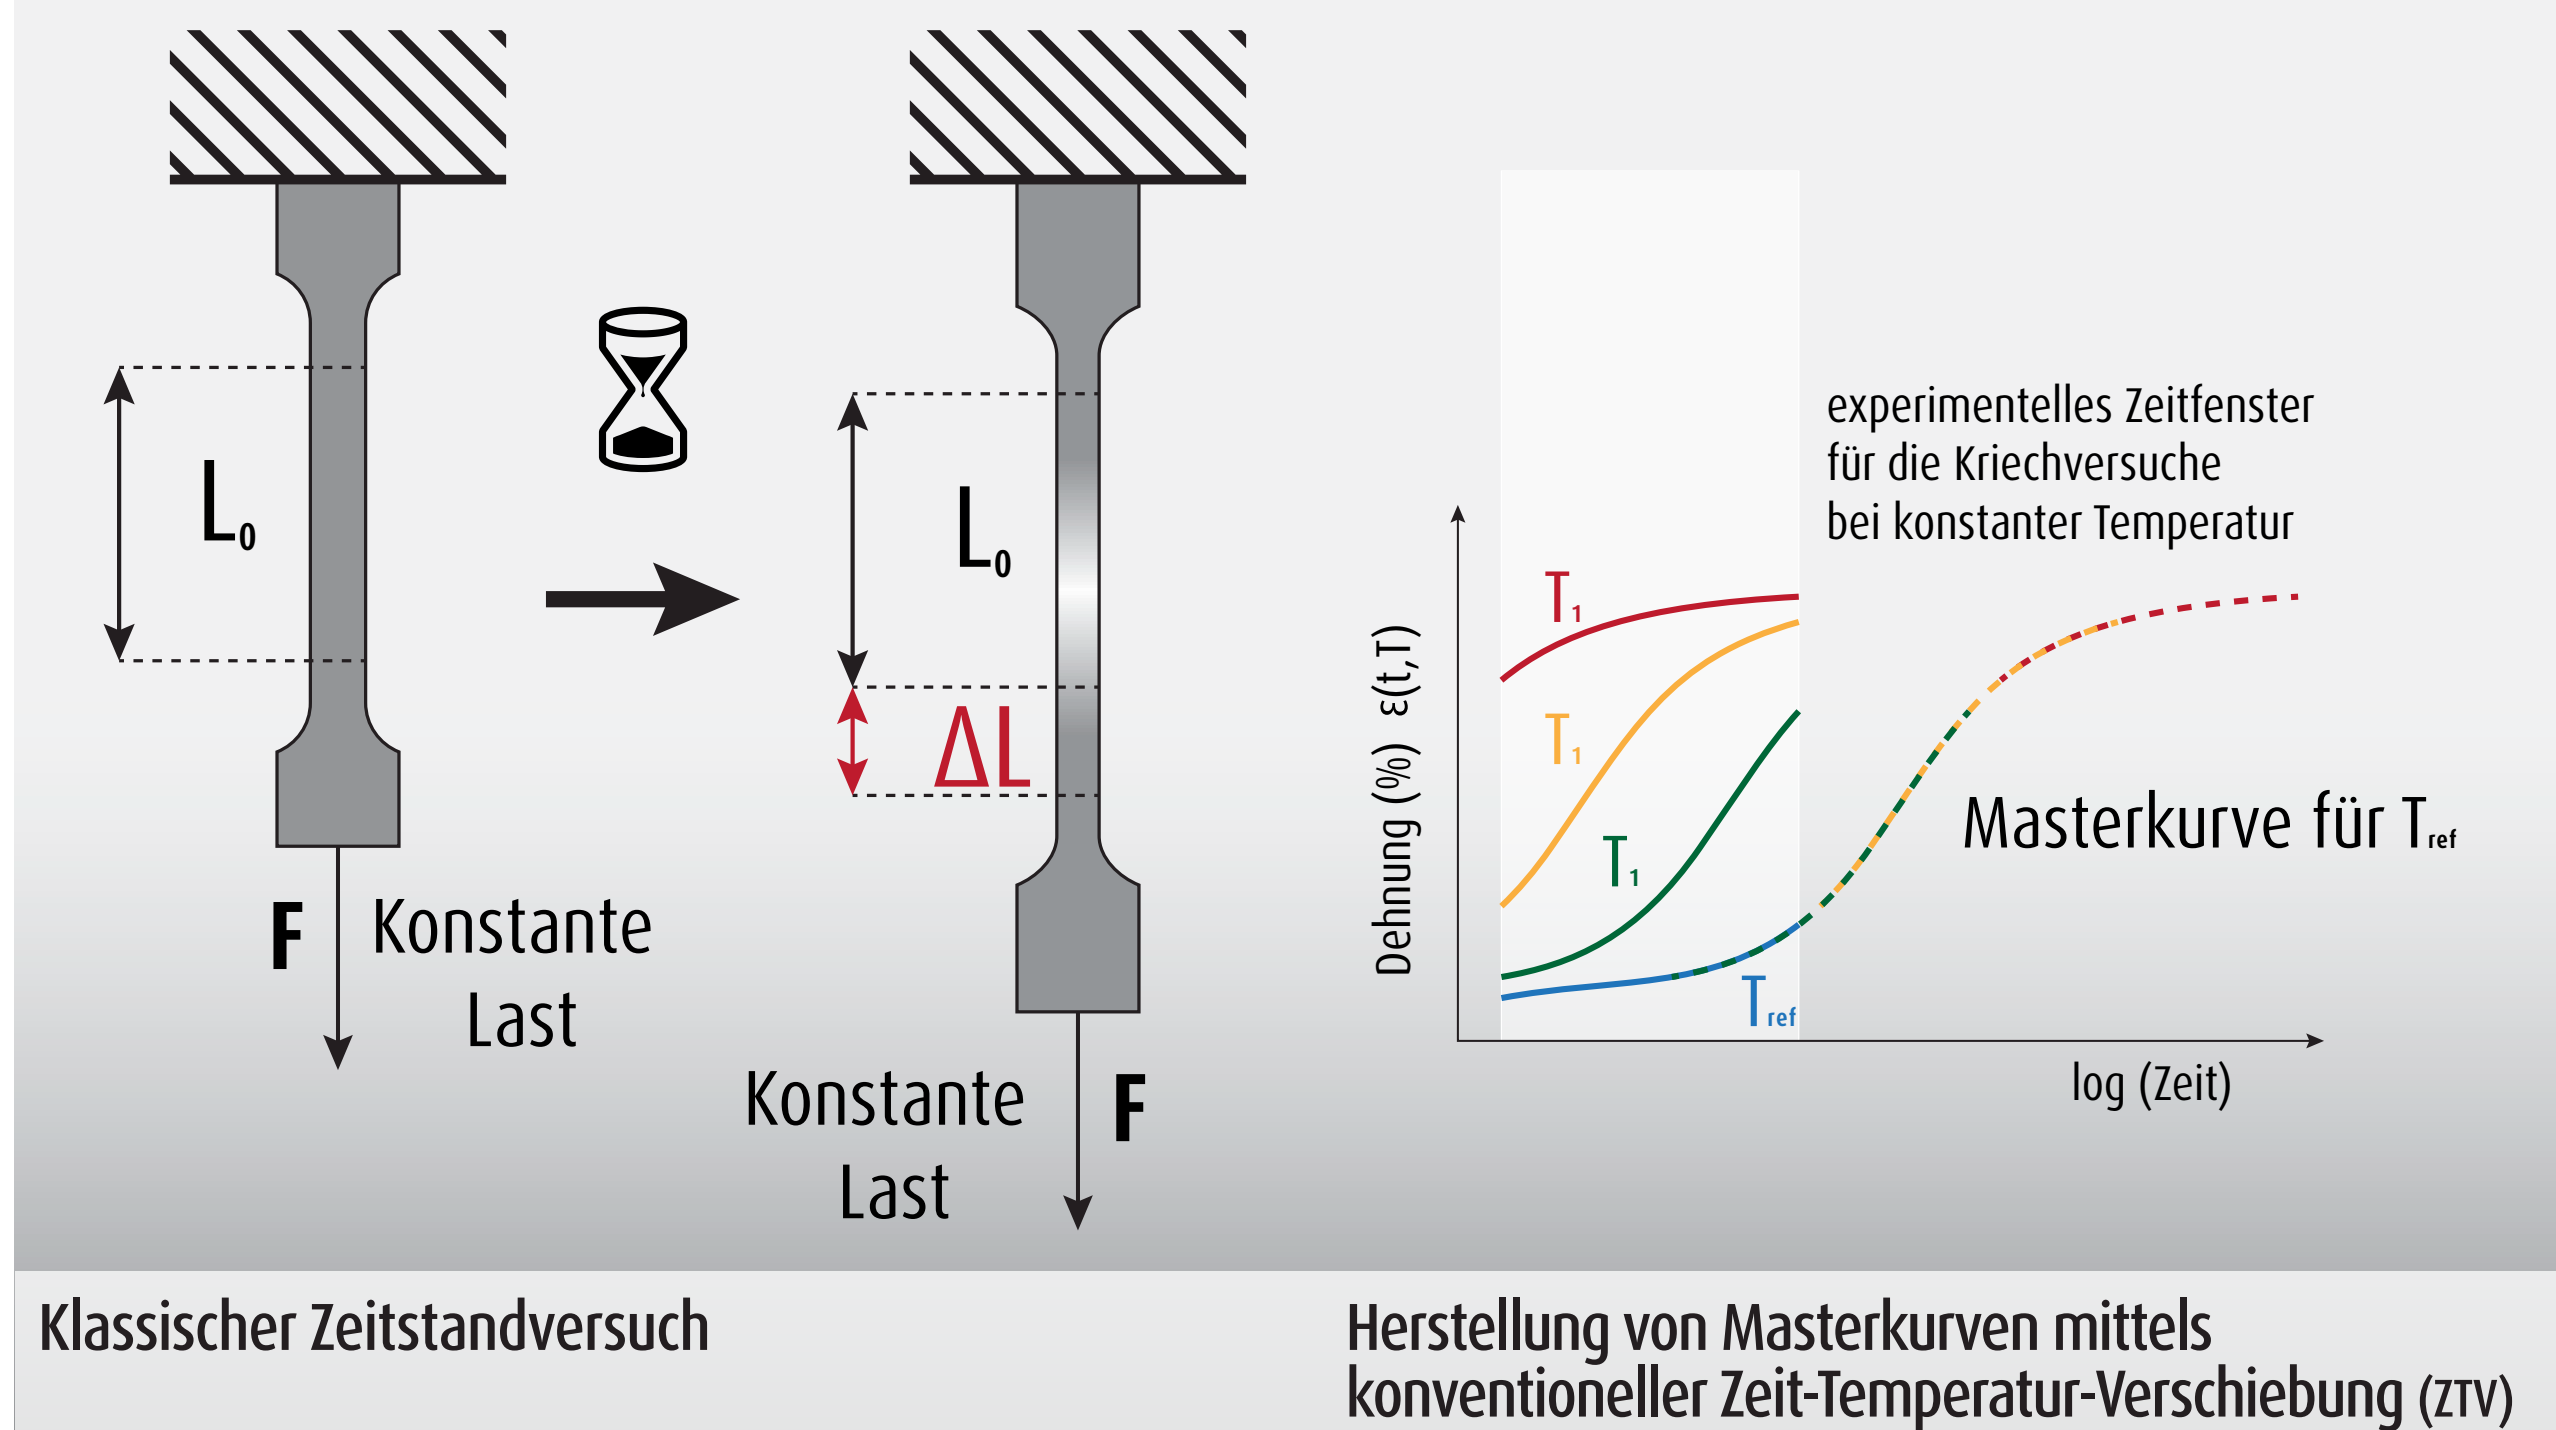 L₀
F
Konstante
Last
L₀
ΔL
Konstante
Last
F
experimentelles Zeitfenster
für die Kriechversuche
bei konstanter Temperatur
Dehnung (%) ε(t,T)
T₁
T₁
T₁
Tref
Masterkurve für Tref
log (Zeit)
Klassischer Zeitstandversuch
Herstellung von Masterkurven mittels
konventioneller Zeit-Temperatur-Verschiebung (ZTV)